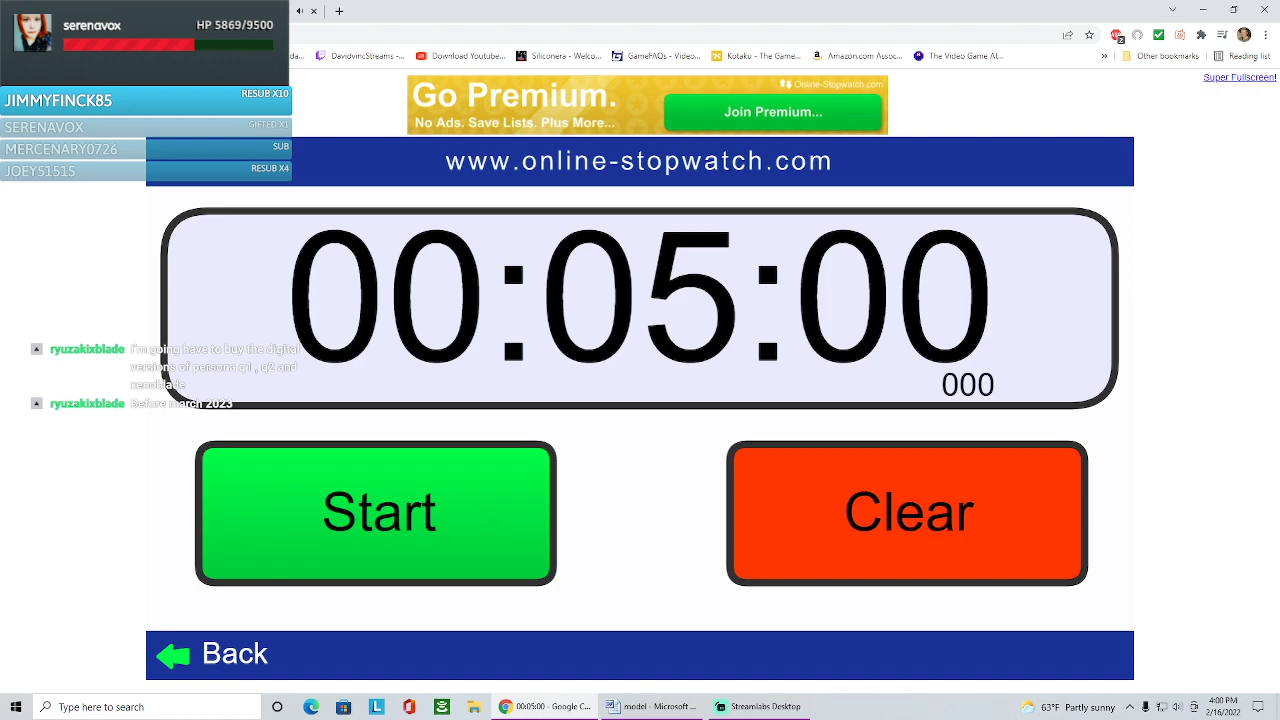 serenavox HP 5869/9500
JIMMYFINCK85 RESUB X10
SERENAVOX GIFTED X1
MERCENARY0726 SUB
JOEY51515 RESUB X4
DavidvinStreams...
Download Youtube...
Siliconera - Welco...
GameFAQs - Video...
Kotaku - The Gami...
Amazon.com: Asso...
The Video Game At...
»
Other bookmarks
Super Fullscreen
Go Premium.
No Ads. Save Lists. Plus More...
Online-Stopwatch.com
Join Premium...
www.online-stopwatch.com
00:05:00
000
ryuzakixblade I'm going have to buy the digital
versions of persona q1 , q2 and
xenoblade
ryuzakixblade Before march 2023
Start
Clear
Back
Type here to search
00:05:00 - Google C...
model - Microsoft ...
Streamlabs Desktop
63°F Partly sunny
4:00 PM
2/16/2022